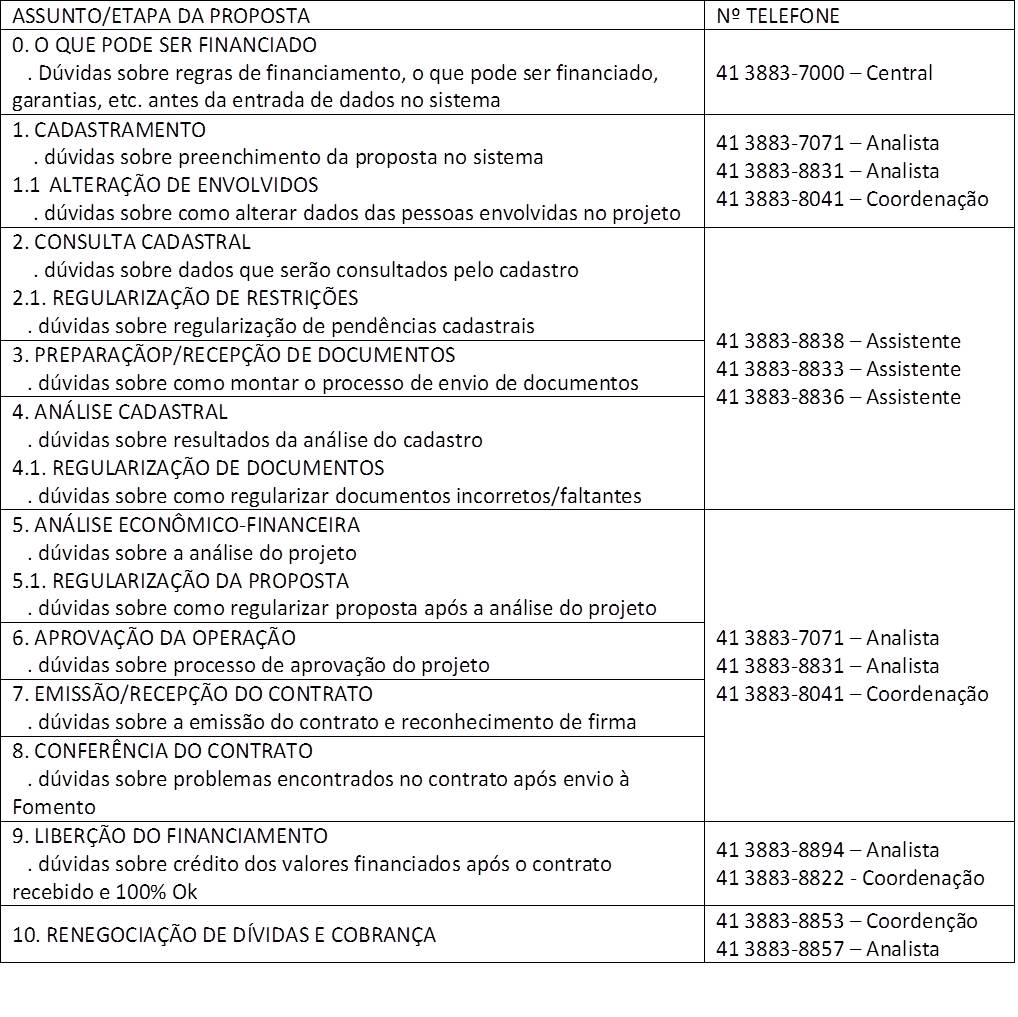 ASSUNTO/ETAPA DA PROPOSTA
Nº TELEFONE
0. O QUE PODE SER FINANCIADO
. Dúvidas sobre regras de financiamento, o que pode ser financiado,
garantias, etc. antes da entrada de dados no sistema
41 3883-7000 – Central
1. CADASTRAMENTO
. dúvidas sobre preenchimento da proposta no sistema
1.1 ALTERAÇÃO DE ENVOLVIDOS
. dúvidas sobre como alterar dados das pessoas envolvidas no projeto
41 3883-7071 – Analista
41 3883-8831 – Analista
41 3883-8041 – Coordenação
2. CONSULTA CADASTRAL
. dúvidas sobre dados que serão consultados pelo cadastro
2.1. REGULARIZAÇÃO DE RESTRIÇÕES
. dúvidas sobre regularização de pendências cadastrais
3. PREPARAÇÃOP/RECEPÇÃO DE DOCUMENTOS
. dúvidas sobre como montar o processo de envio de documentos
4. ANÁLISE CADASTRAL
. dúvidas sobre resultados da análise do cadastro
4.1. REGULARIZAÇÃO DE DOCUMENTOS
. dúvidas sobre como regularizar documentos incorretos/faltantes
41 3883-8838 – Assistente
41 3883-8833 – Assistente
41 3883-8836 – Assistente
5. ANÁLISE ECONÔMICO-FINANCEIRA
. dúvidas sobre a análise do projeto
5.1. REGULARIZAÇÃO DA PROPOSTA
. dúvidas sobre como regularizar proposta após a análise do projeto
6. APROVAÇÃO DA OPERAÇÃO
. dúvidas sobre processo de aprovação do projeto
7. EMISSÃO/RECEPÇÃO DO CONTRATO
. dúvidas sobre a emissão do contrato e reconhecimento de firma
8. CONFERÊNCIA DO CONTRATO
. dúvidas sobre problemas encontrados no contrato após envio à
Fomento
41 3883-7071 – Analista
41 3883-8831 – Analista
41 3883-8041 – Coordenação
9. LIBERÇÃO DO FINANCIAMENTO
. dúvidas sobre crédito dos valores financiados após o contrato
recebido e 100% Ok
41 3883-8894 – Analista
41 3883-8822 - Coordenação
10. RENEGOCIAÇÃO DE DÍVIDAS E COBRANÇA
41 3883-8853 – Coordenção
41 3883-8857 – Analista